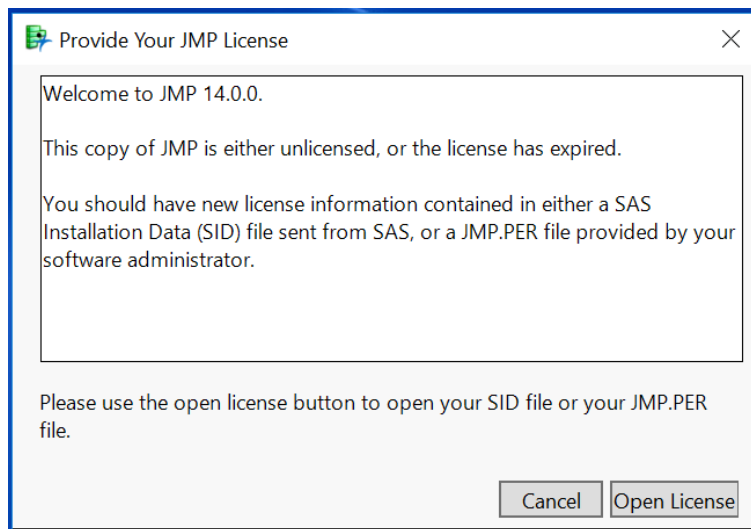 Provide Your JMP License
Welcome to JMP 14.0.0.
This copy of JMP is either unlicensed, or the license has expired.
You should have new license information contained in either a SAS
Installation Data (SID) file sent from SAS, or a JMP.PER file provided by your
software administrator.
Please use the open license button to open your SID file or your JMP.PER
file.
Cancel
Open License